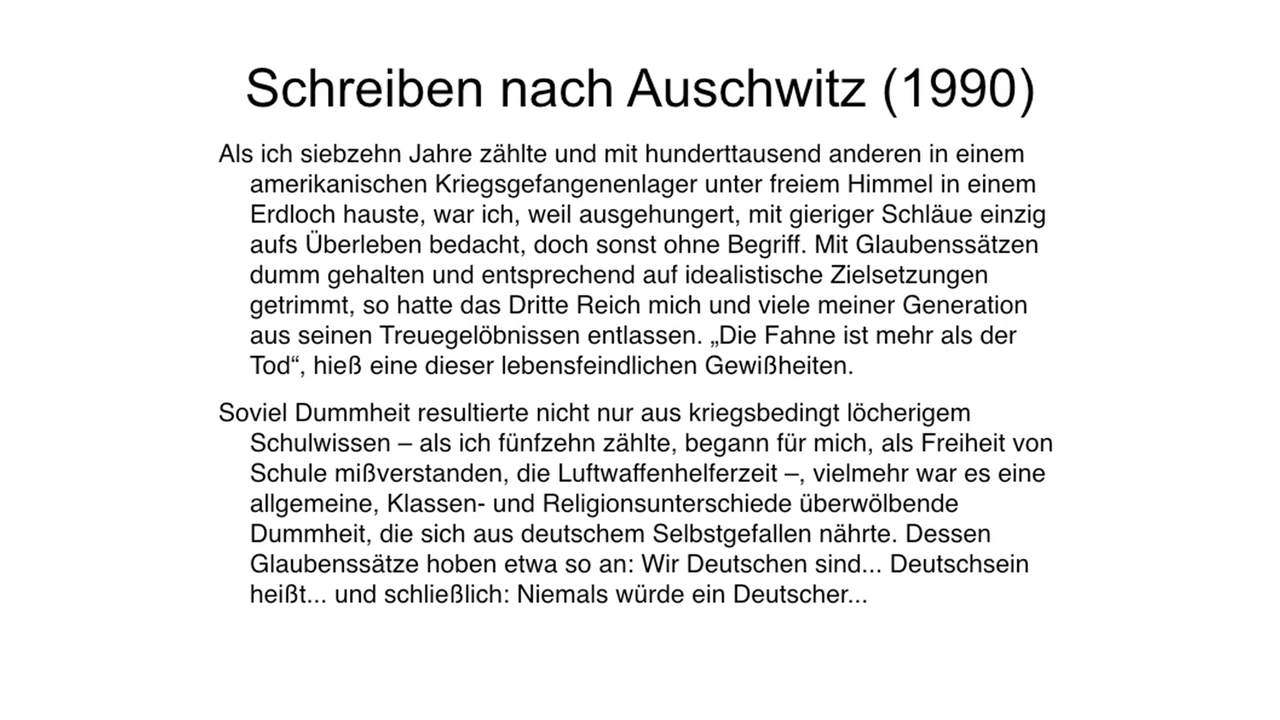 Schreiben nach Auschwitz (1990)
Als ich siebzehn Jahre zählte und mit hunderttausend anderen in einem
amerikanischen Kriegsgefangenenlager unter freiem Himmel in einem
Erdloch hauste, war ich, weil ausgehungert, mit gieriger Schläue einzig
aufs Überleben bedacht, doch sonst ohne Begriff. Mit Glaubenssätzen
dumm gehalten und entsprechend auf idealistische Zielsetzungen
getrimmt, so hatte das Dritte Reich mich und viele meiner Generation
aus seinen Treuegelöbnissen entlassen. „Die Fahne ist mehr als der
Tod“, hieß eine dieser lebensfeindlichen Gewißheiten.
Soviel Dummheit resultierte nicht nur aus kriegsbedingt löcherigem
Schulwissen – als ich fünfzehn zählte, begann für mich, als Freiheit von
Schule mißverstanden, die Luftwaffenhelferzeit –, vielmehr war es eine
allgemeine, Klassen- und Religionsunterschiede überwölbende
Dummheit, die sich aus deutschem Selbstgefallen nährte. Dessen
Glaubenssätze hoben etwa so an: Wir Deutschen sind... Deutschsein
heißt... und schließlich: Niemals würde ein Deutscher...